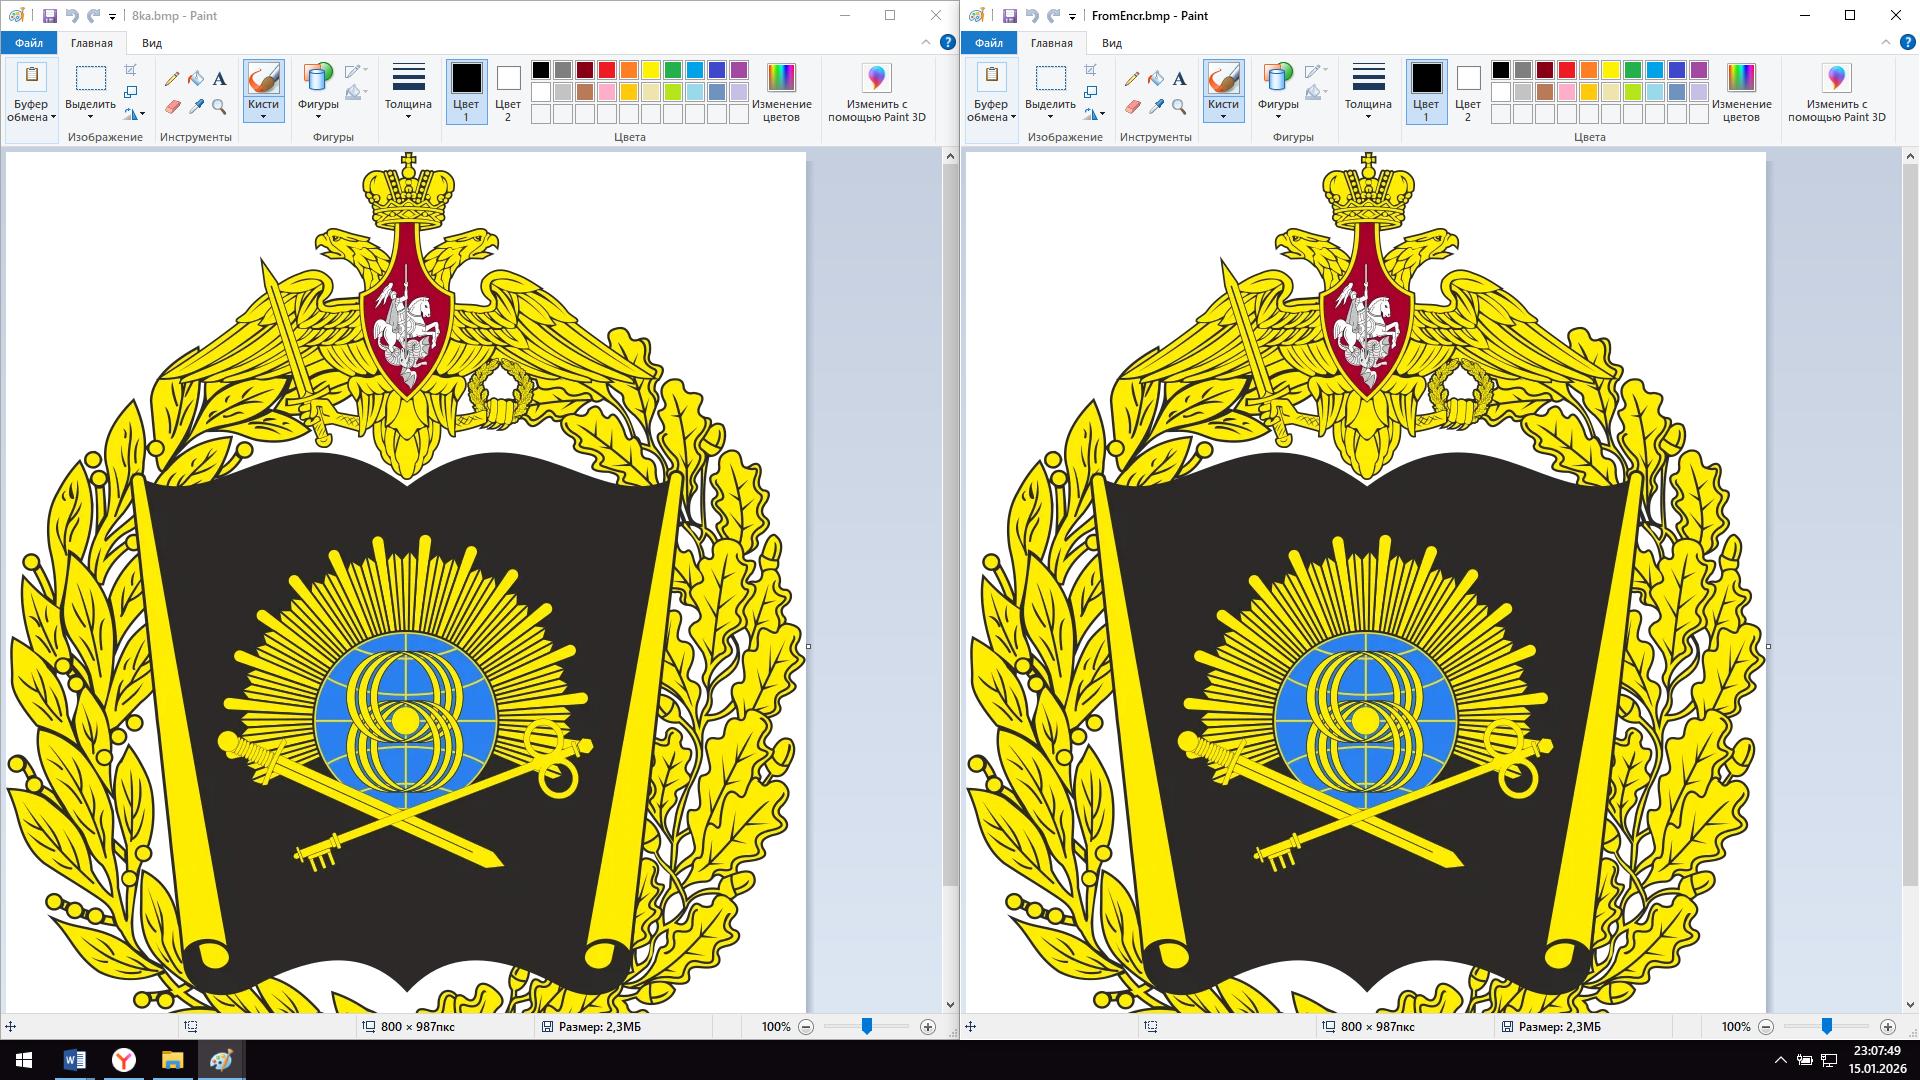 8ka.bmp - Paint
Файл Главная Вид
Буфер обмена
Выделить
Кисти
Фигуры
Толщина
Цвет 1
Цвет 2
Изменение цветов
Изменить с помощью Paint 3D
Изображение
Инструменты
Фигуры
Цвета
800 × 987пкс
Размер: 2,3МБ
100%
FromEncr.bmp - Paint
Файл Главная Вид
Буфер обмена
Выделить
Кисти
Фигуры
Толщина
Цвет 1
Цвет 2
Изменение цветов
Изменить с помощью Paint 3D
Изображение
Инструменты
Фигуры
Цвета
800 × 987пкс
Размер: 2,3МБ
100%
23:07:49
15.01.2026